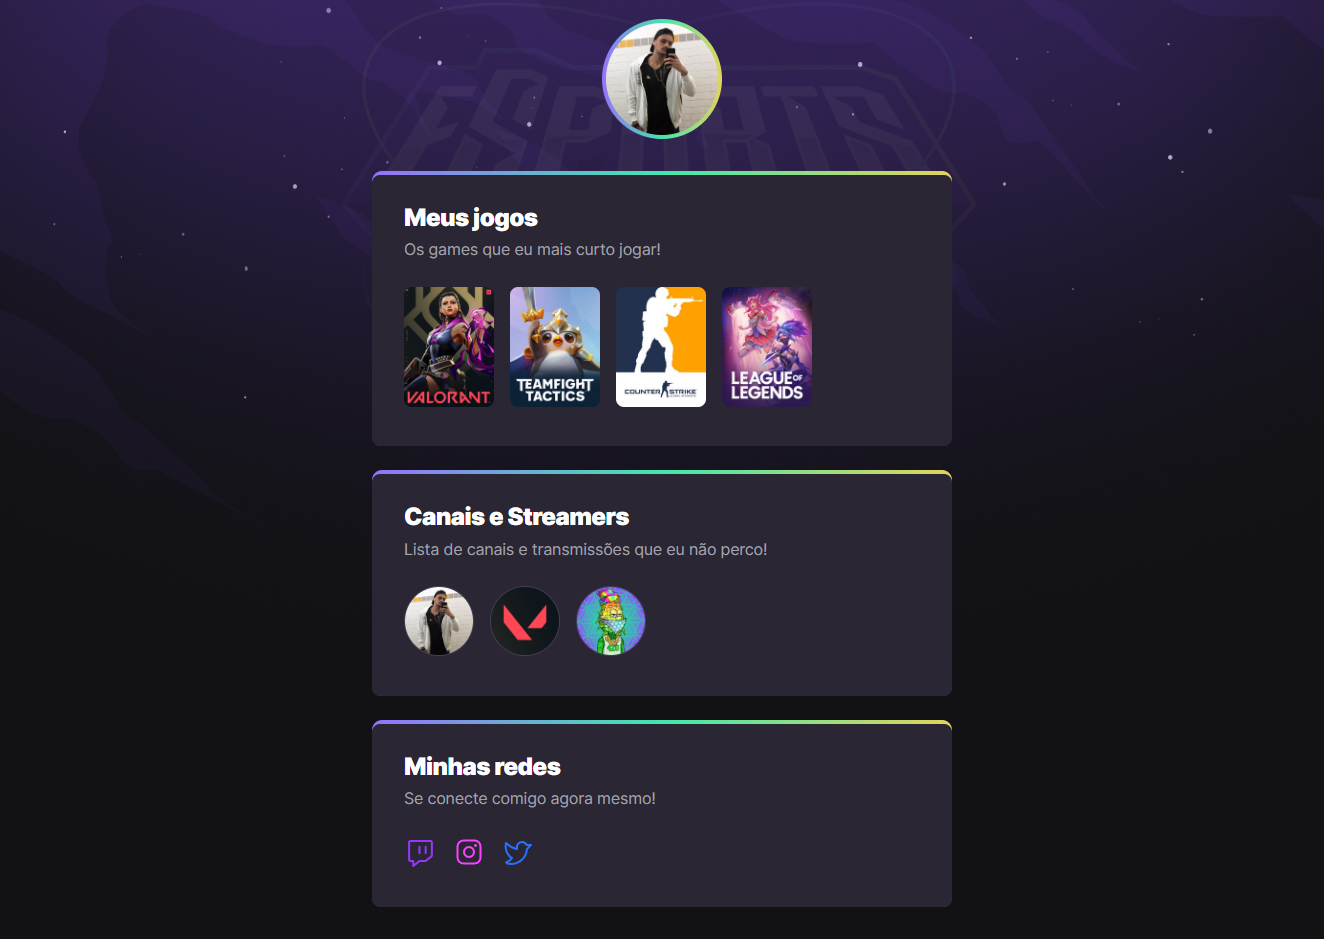 ESPORTS
Meus jogos
Os games que eu mais curto jogar!
VALORANT
TEAMFIGHT
TACTICS
COUNTER STRIKE
LEAGUE OF
LEGENDS
Canais e Streamers
Lista de canais e transmissões que eu não perco!
Minhas redes
Se conecte comigo agora mesmo!